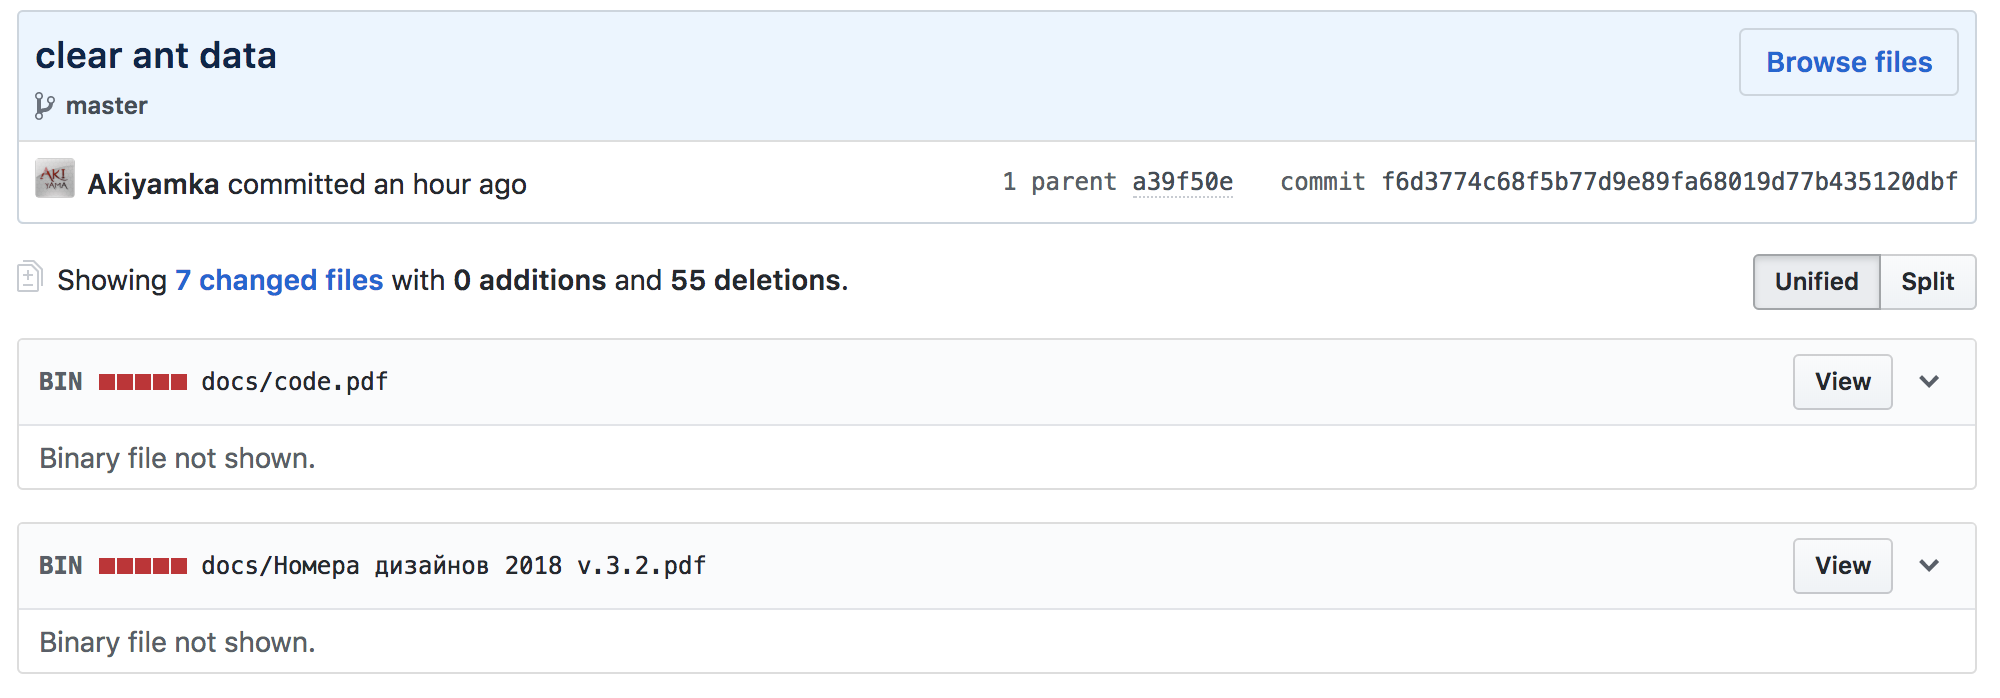 clear ant data
Browse files
master
AKI
YAMA
Akiyamka committed an hour ago
1 parent a39f50e commit f6d3774c68f5b77d9e89fa68019d77b435120dbf
Showing 7 changed files with 0 additions and 55 deletions.
Unified Split
BIN docs/code.pdf
View
Binary file not shown.
BIN docs/Номера дизайнов 2018 v.3.2.pdf
View
Binary file not shown.